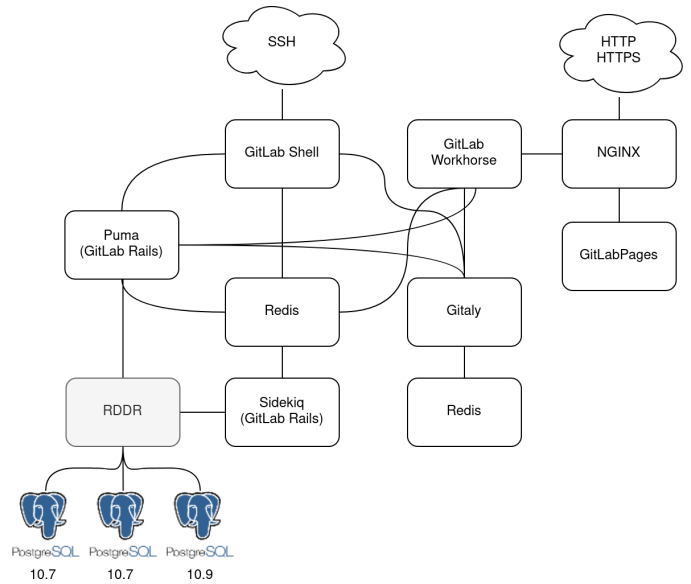 SSH
HTTP
HTTPS
GitLab Shell
GitLab
Workhorse
NGINX
Puma
(GitLab Rails)
GitLabPages
Redis
Gitaly
RDDR
Sidekiq
(GitLab Rails)
Redis
PostgreSQL
PostgreSQL
PostgreSQL
10.7
10.7
10.9